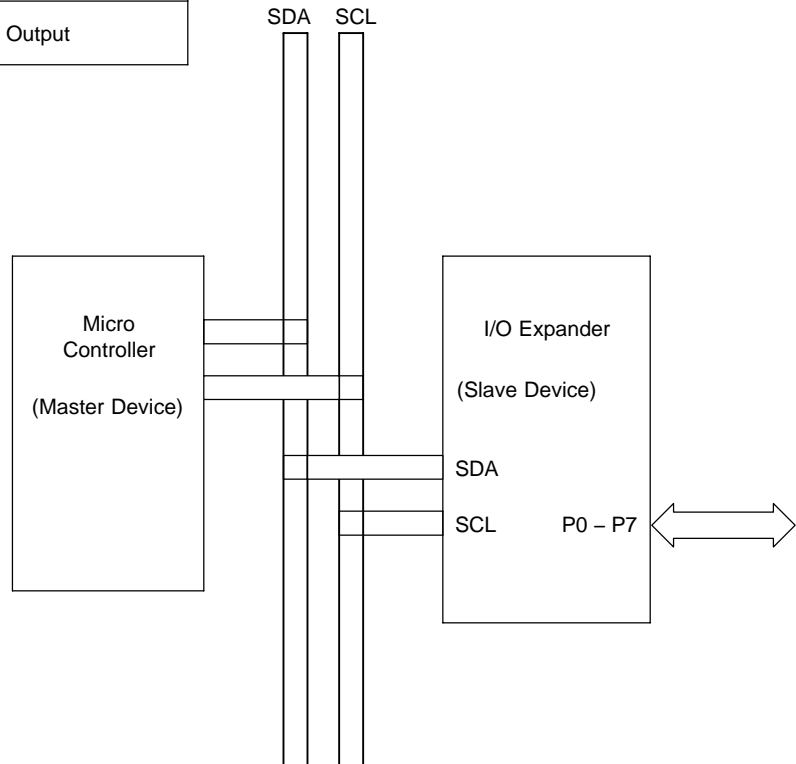 Output
SDA SCL
Micro
Controller
(Master Device)
I/O Expander
(Slave Device)
SDA
SCL P0 – P7